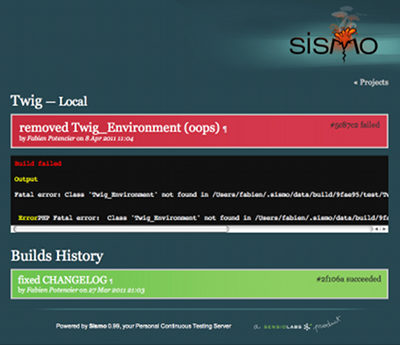 sismo
« Projects
Twig — Local
removed Twig_Environment (oops) ¶
#5c87c2 failed
by Fabien Potencier on 8 Apr 2011 11:04
Build failed
Output
Fatal error: Class 'Twig_Environment' not found in /Users/fabien/.sismo/data/build/9fae95/test/Tw
ErrorPHP Fatal error: Class 'Twig_Environment' not found in /Users/fabien/.sismo/data/build/9f
Builds History
fixed CHANGELOG ¶
#2f106a succeeded
by Fabien Potencier on 27 Mar 2011 21:03
Powered by Sismo 0.99, your Personal Continuous Testing Server
a SENSIOLABS product